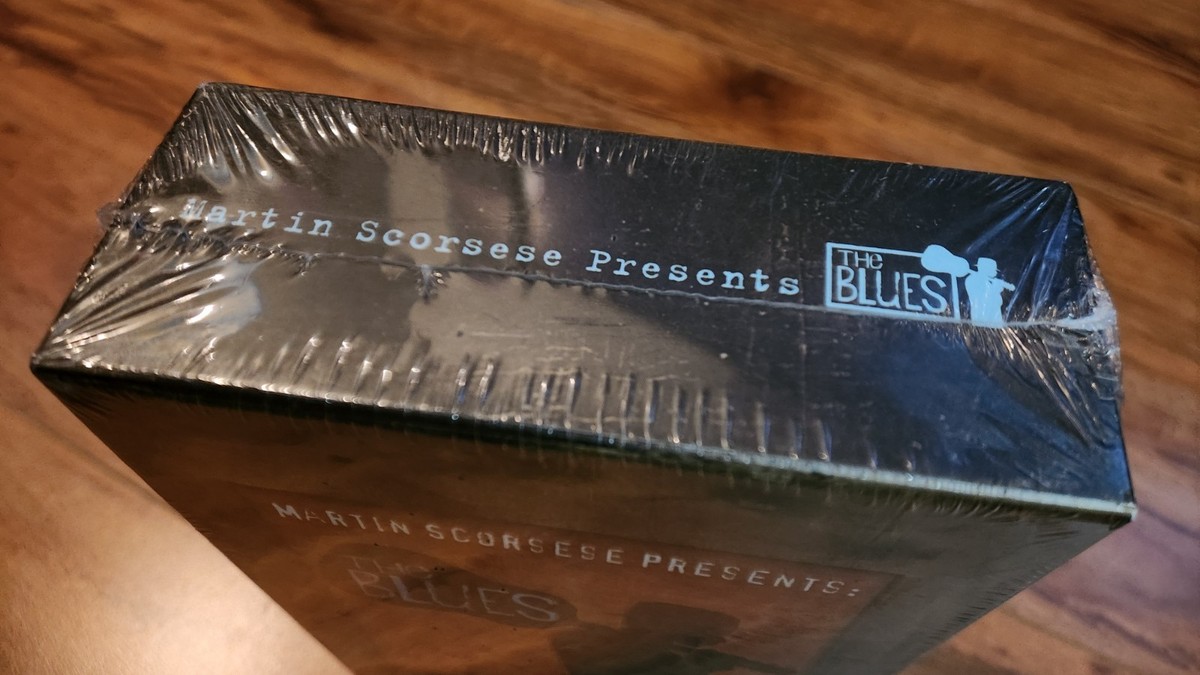 Martin Scorsese Presents
THE
BLUES
MARTIN SCORSESE PRESENTS:
THE
BLUES